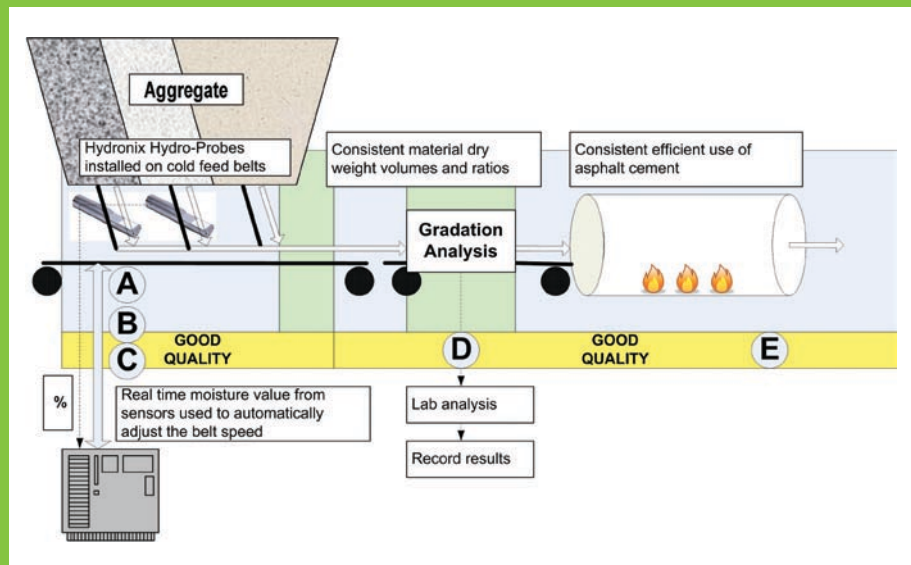 Aggregate
Hydronix Hydro-Probes
installed on cold feed belts
Consistent material dry
weight volumes and ratios
Consistent efficient use of
asphalt cement
Gradation
Analysis
A
B
C
GOOD
QUALITY
D
GOOD
QUALITY
E
%
Real time moisture value from
sensors used to automatically
adjust the belt speed
Lab analysis
Record results